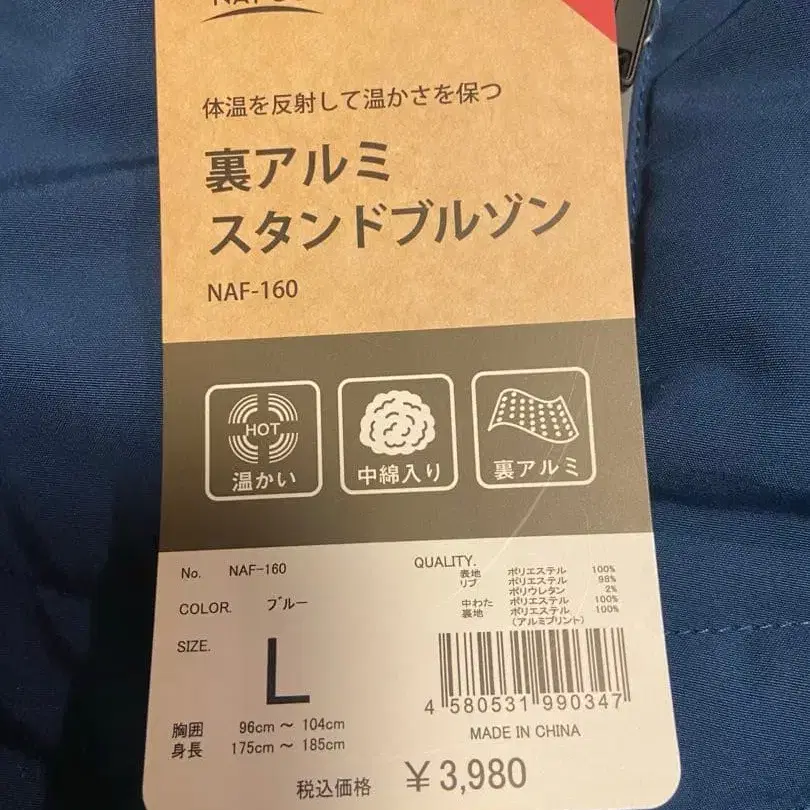 体温を反射して温かさを保つ
裏アルミ
スタンドブルゾン
NAF-160
HOT
温かい
中綿入り
裏アルミ
No. NAF-160
COLOR. ブルー
SIZE. L
胸囲 96cm ～ 104cm
身長 175cm ～ 185cm
QUALITY.
表地 ポリエステル 100%
リブ ポリエステル 98%
ポリウレタン 2%
中わた ポリエステル 100%
裏地 ポリエステル 100%
(アルミプリント)
4 580531 990347
MADE IN CHINA
税込価格 ¥3,980